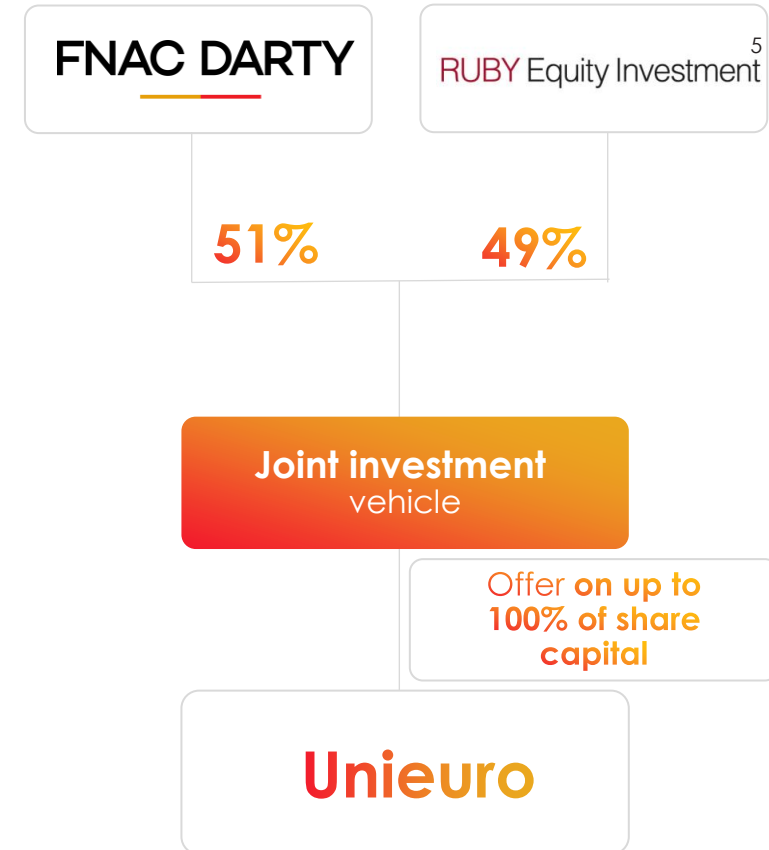 FNAC DARTY
RUBY Equity Investment 5
51%
49%
Joint investment
vehicle
Offer on up to
100% of share
capital
Unieuro